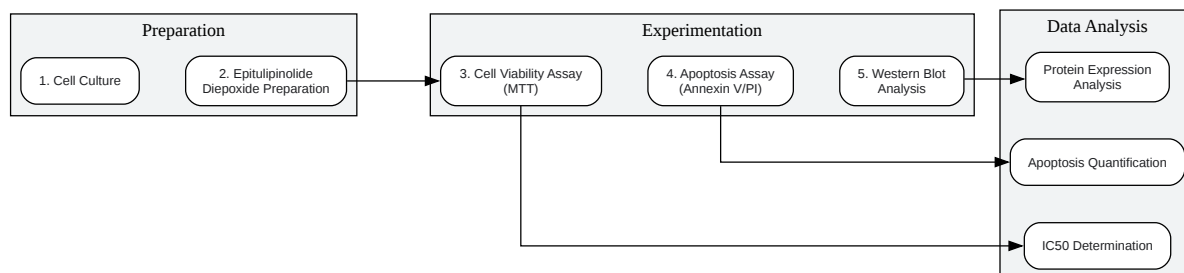 Preparation
1. Cell Culture
2. Epitulipinolide
Diepoxide Preparation
Experimentation
3. Cell Viability Assay
(MTT)
4. Apoptosis Assay
(Annexin V/PI)
5. Western Blot
Analysis
Data Analysis
Protein Expression
Analysis
Apoptosis Quantification
IC50 Determination